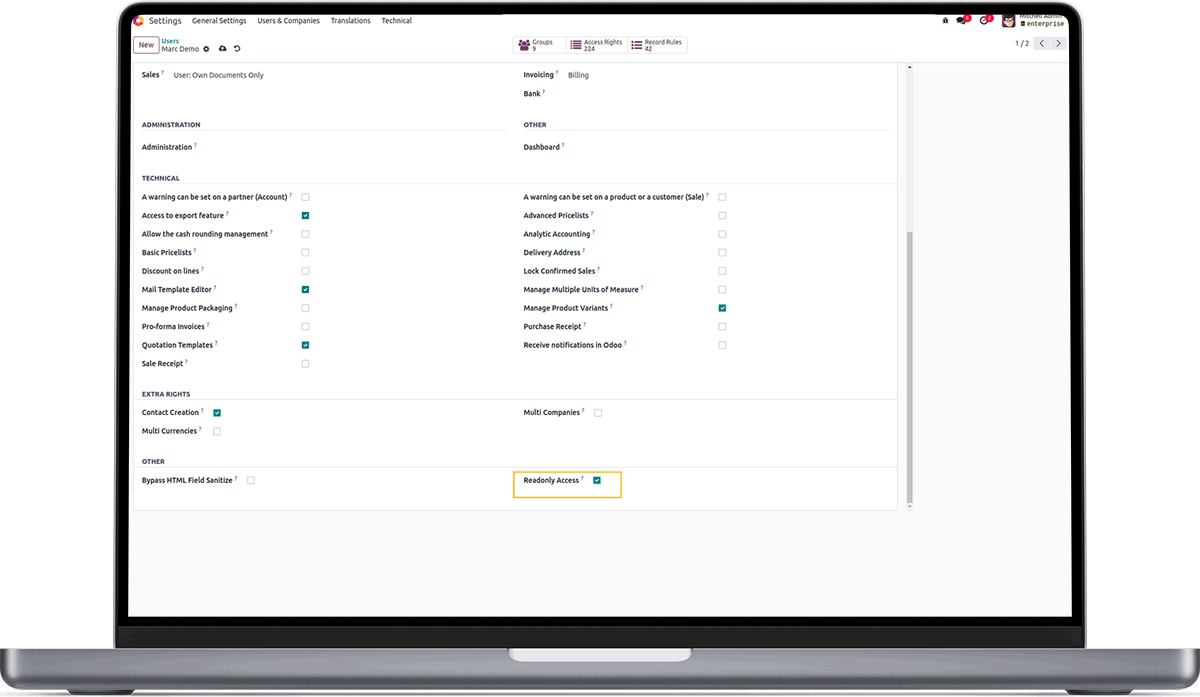 Settings General Settings Users & Companies Translations Technical 6 7 Mitchell Admin
enterprise
New Users
Marc Demo
Groups
9
Access Rights
224
Record Rules
42
1 / 2
Sales ? User: Own Documents Only
Invoicing ? Billing
Bank ?
ADMINISTRATION
OTHER
Administration ?
Dashboard ?
TECHNICAL
A warning can be set on a partner (Account) ?
A warning can be set on a product or a customer (Sale) ?
Access to export feature ?
Advanced Pricelists ?
Allow the cash rounding management ?
Analytic Accounting ?
Basic Pricelists ?
Delivery Address ?
Discount on lines ?
Lock Confirmed Sales ?
Mail Template Editor ?
Manage Multiple Units of Measure ?
Manage Product Packaging ?
Manage Product Variants ?
Pro-forma Invoices ?
Purchase Receipt ?
Quotation Templates ?
Receive notifications in Odoo ?
Sale Receipt ?
EXTRA RIGHTS
Contact Creation ?
Multi Companies ?
Multi Currencies ?
OTHER
Bypass HTML Field Sanitize ?
Readonly Access ?